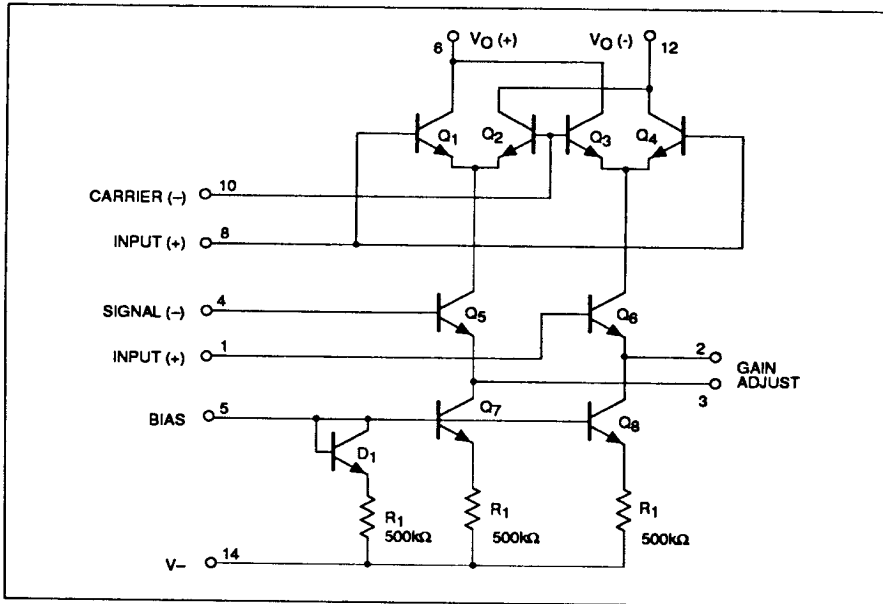 6 VO (+) VO (-) 12
Q1 Q2 Q3 Q4
CARRIER (–) 10
INPUT (+) 8
SIGNAL (–) 4
Q5 Q6
INPUT (+) 1
2
GAIN ADJUST
3
BIAS 5
Q7 Q8
D1
R1 500kΩ
R1 500kΩ
R1 500kΩ
V– 14